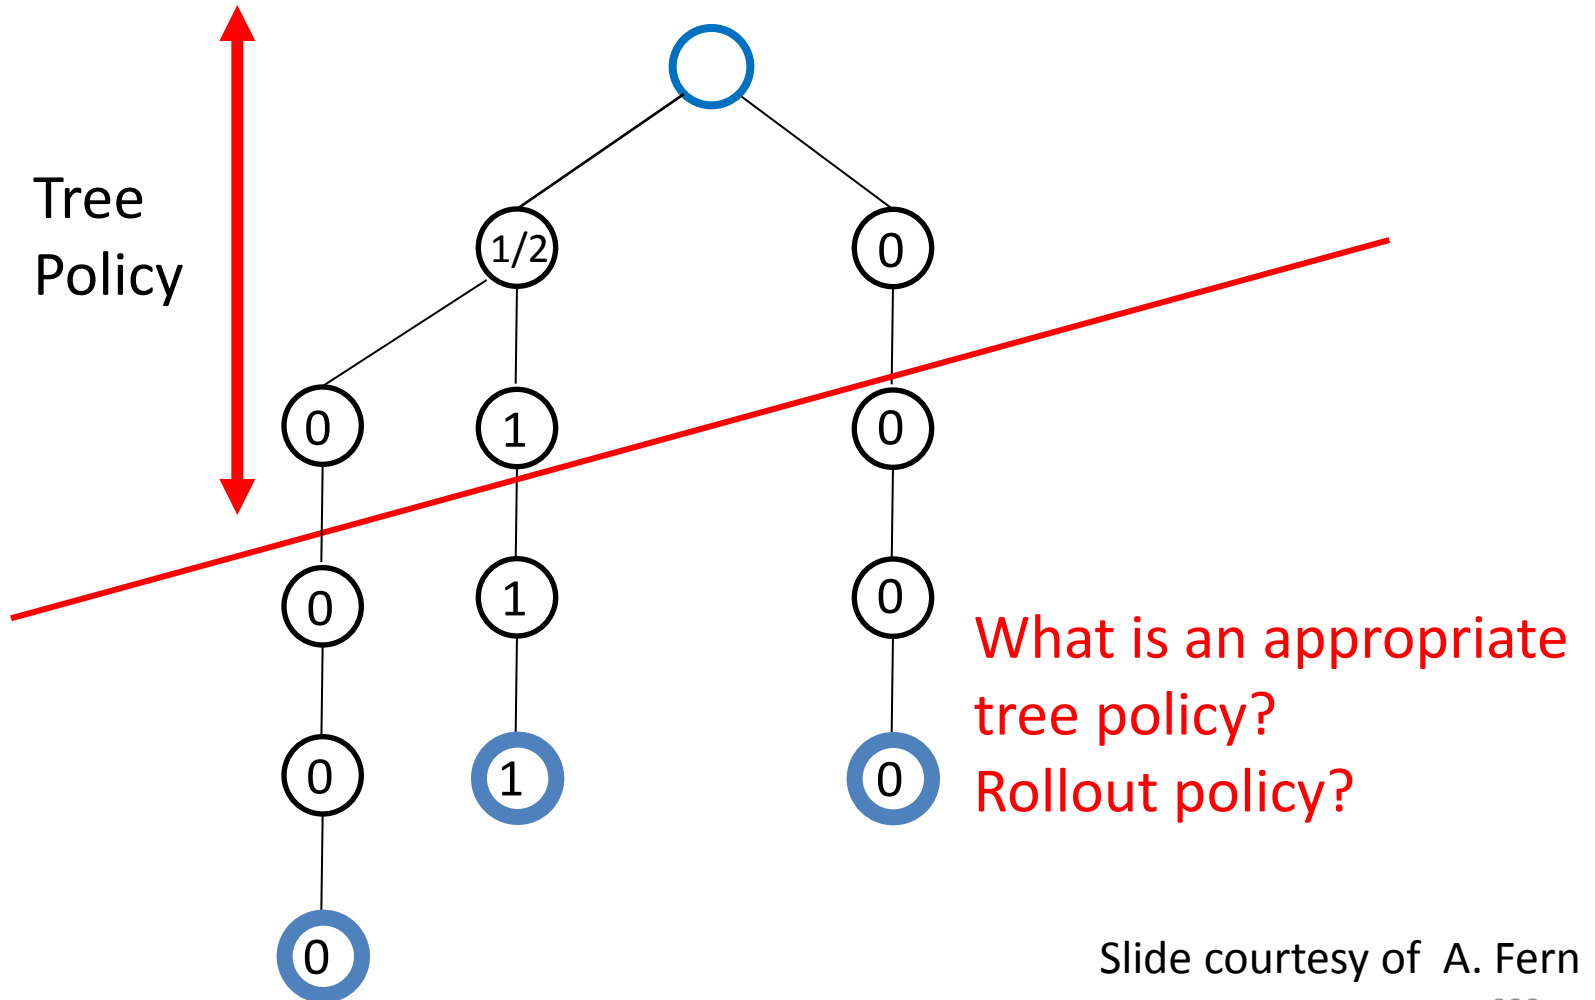 Tree
Policy
1/2
0
0
1
0
0
1
0
0
1
0
0
What is an appropriate
tree policy?
Rollout policy?
Slide courtesy of A. Fern